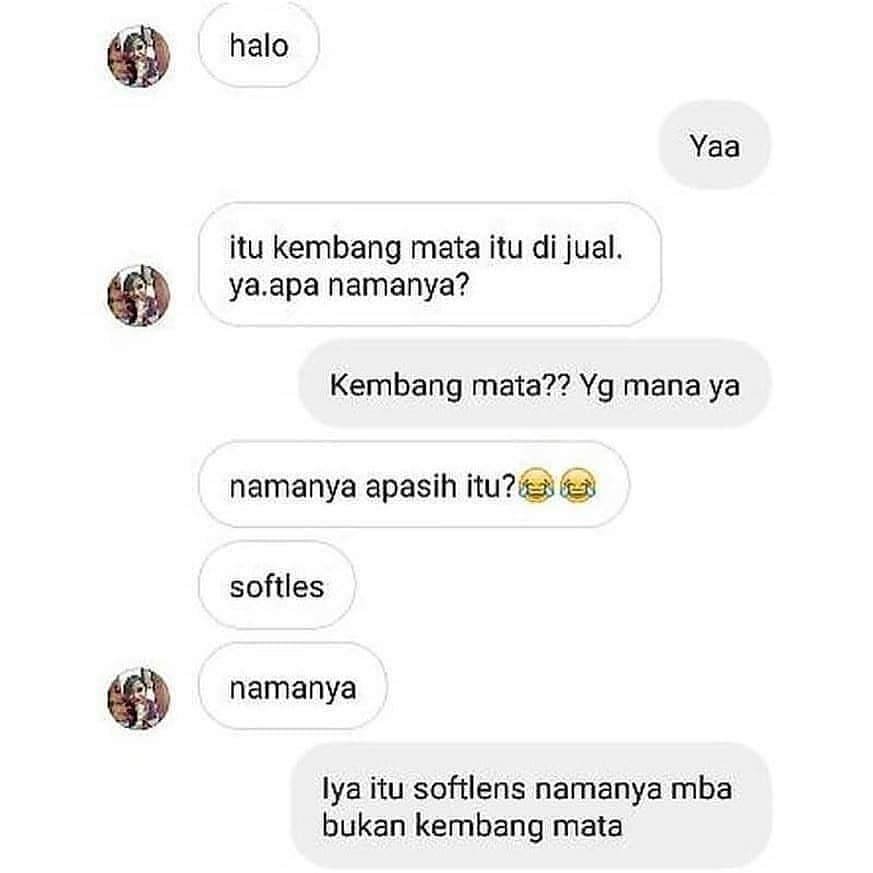 halo
Yaa
itu kembang mata itu di jual.
ya.apa namanya?
Kembang mata?? Yg mana ya
namanya apasih itu?😂😂
softles
namanya
Iya itu softlens namanya mba
bukan kembang mata